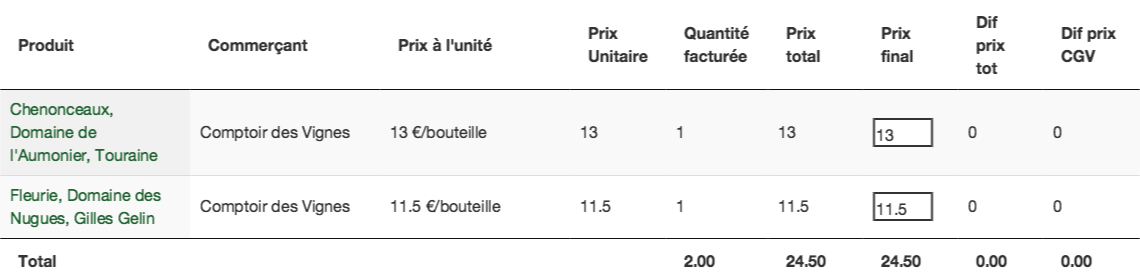 Produit Commerçant Prix à l'unité Prix Unitaire Quantité facturée Prix total Prix final Dif prix tot Dif prix CGV
Chenonceaux, Domaine de l'Aumonier, Touraine Comptoir des Vignes 13 €/bouteille 13 1 13 13 0 0
Fleurie, Domaine des Nugues, Gilles Gelin Comptoir des Vignes 11.5 €/bouteille 11.5 1 11.5 11.5 0 0
Total 2.00 24.50 24.50 0.00 0.00